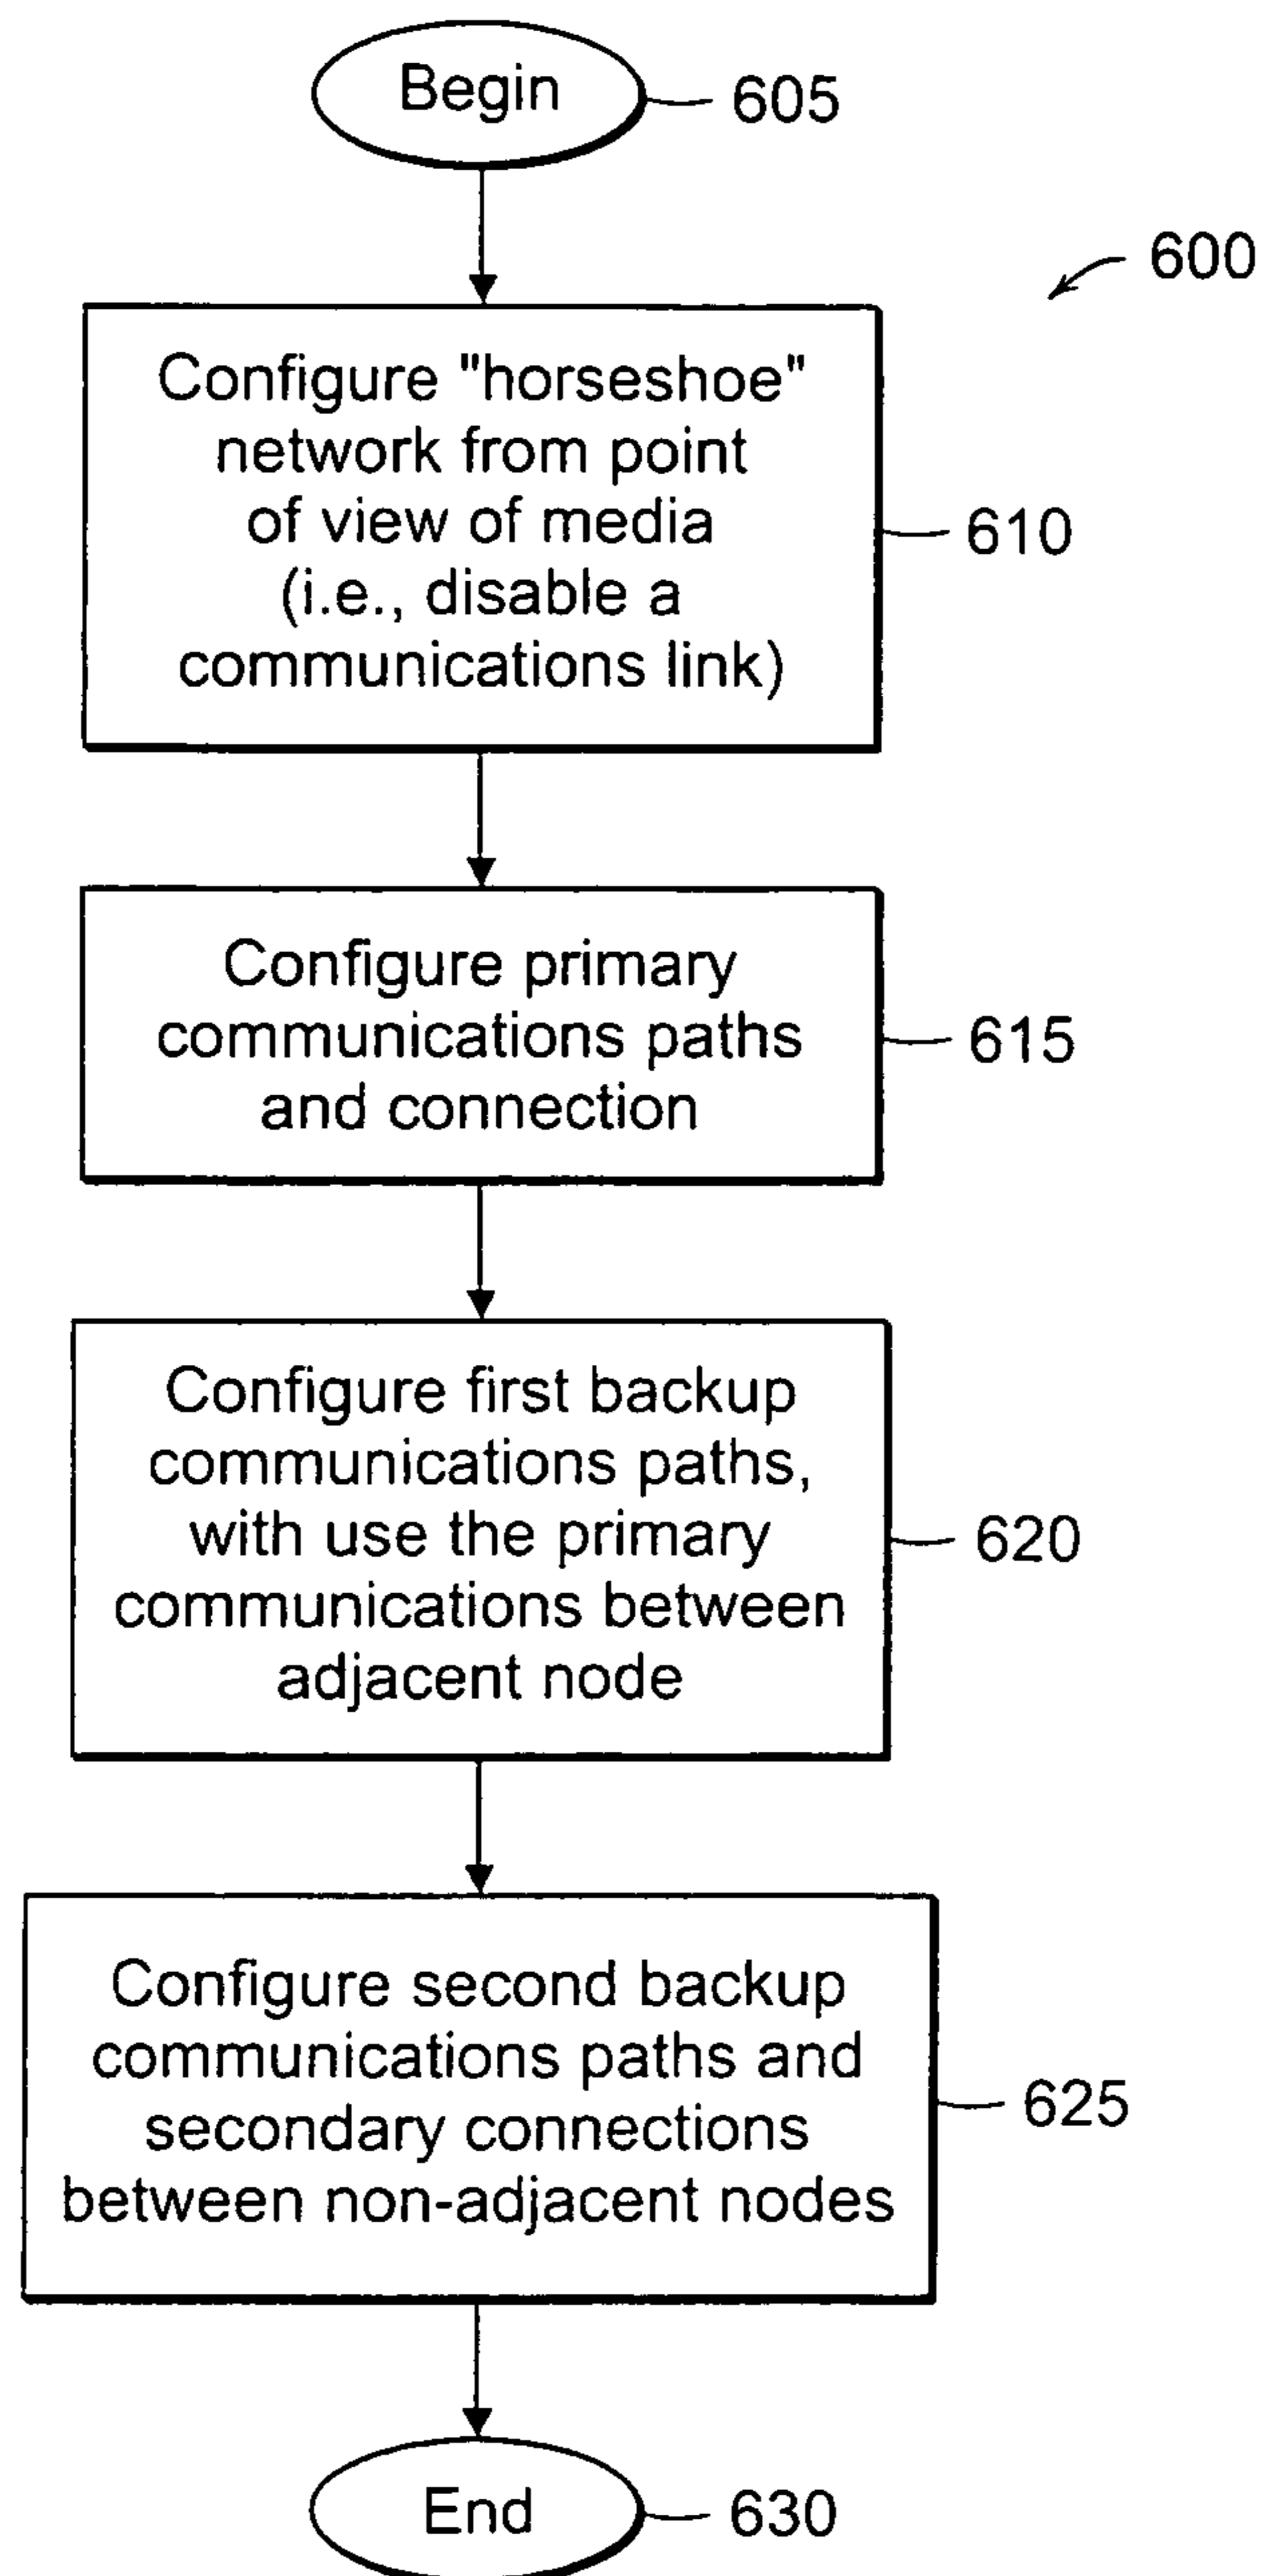 Begin
605
600
Configure "horseshoe"
network from point
of view of media
(i.e., disable a
communications link)
610
Configure primary
communications paths
and connection
615
Configure first backup
communications paths,
with use the primary
communications between
adjacent node
620
Configure second backup
communications paths and
secondary connections
between non-adjacent nodes
625
End
630